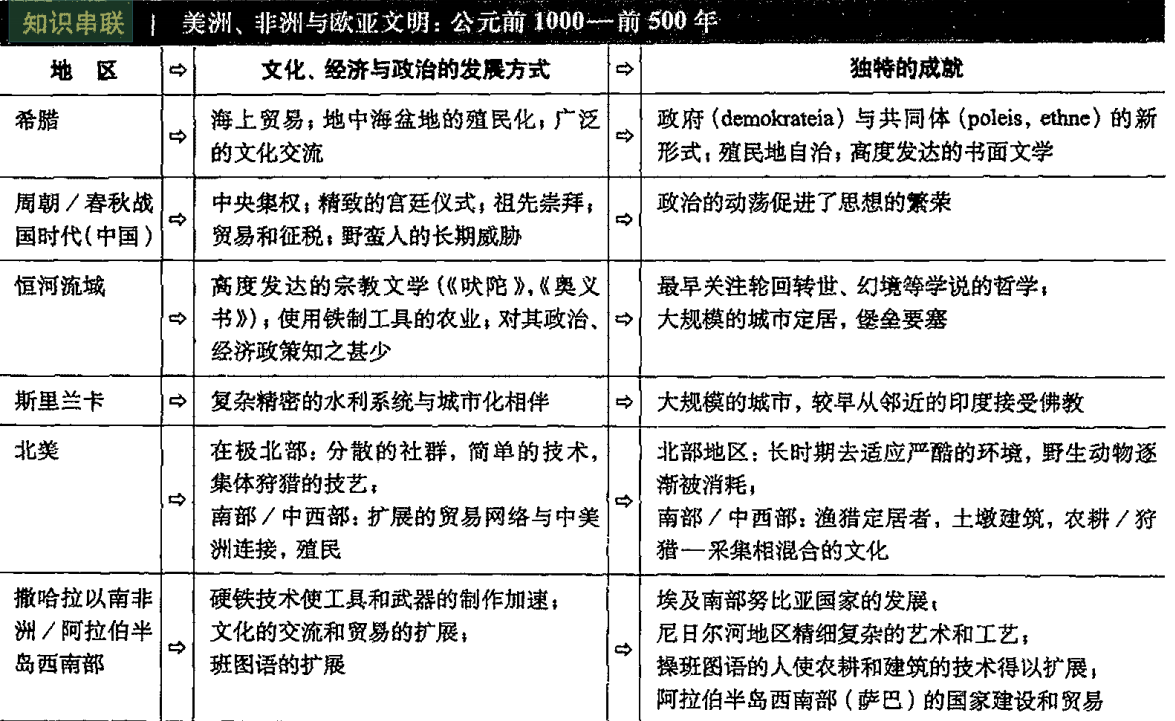 知识串联 | 美洲、非洲与欧亚文明：公元前 1000—前 500 年
地 区 ⇨ 文化、经济与政治的发展方式 ⇨ 独特的成就
希腊 ⇨ 海上贸易；地中海盆地的殖民化；广泛
的文化交流 ⇨ 政府（demokrateia）与共同体（poleis, ethne）的新
形式；殖民地自治；高度发达的书面文学
周朝／春秋战
国时代（中国） ⇨ 中央集权；精致的宫廷仪式；祖先崇拜；
贸易和征税；野蛮人的长期威胁 ⇨ 政治的动荡促进了思想的繁荣
恒河流域 ⇨ 高度发达的宗教文学（《吠陀》，《奥义
书》）；使用铁制工具的农业；对其政治、
经济政策知之甚少 ⇨ 最早关注轮回转世、幻境等学说的哲学；
大规模的城市定居，堡垒要塞
斯里兰卡 ⇨ 复杂精密的水利系统与城市化相伴 ⇨ 大规模的城市，较早从邻近的印度接受佛教
北美 ⇨ 在极北部：分散的社群，简单的技术，
集体狩猎的技艺；
南部／中西部：扩展的贸易网络与中美
洲连接，殖民 ⇨ 北部地区：长时期去适应严酷的环境，野生动物逐
渐被消耗；
南部／中西部：渔猎定居者，土墩建筑，农耕／狩
猎—采集相混合的文化
撒哈拉以南非
洲／阿拉伯半
岛西南部 ⇨ 硬铁技术使工具和武器的制作加速；
文化的交流和贸易的扩展；
班图语的扩展 ⇨ 埃及南部努比亚国家的发展；
尼日尔河地区精细复杂的艺术和工艺；
操班图语的人使农耕和建筑的技术得以扩展；
阿拉伯半岛西南部（萨巴）的国家建设和贸易